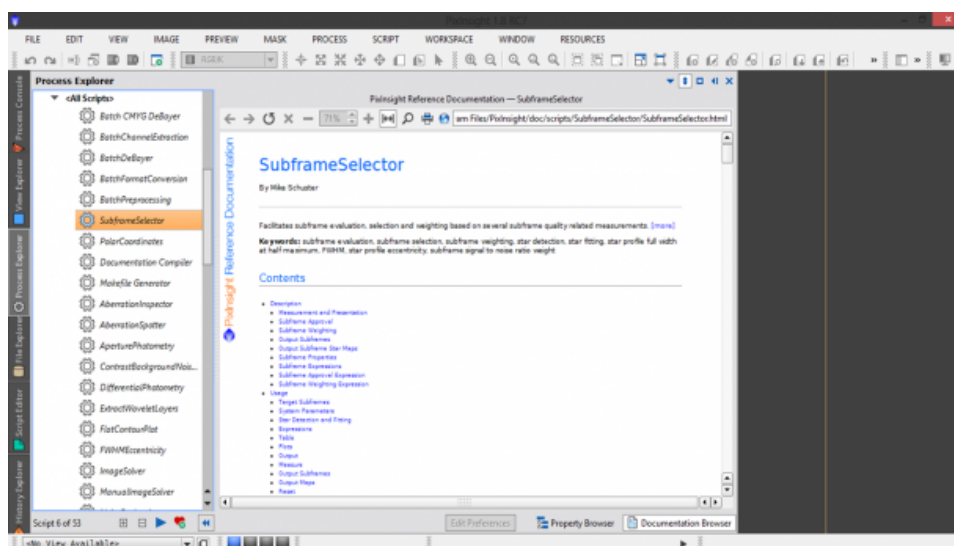 PixInsight 1.8 RC7
FILE EDIT VIEW IMAGE PREVIEW MASK PROCESS SCRIPT WORKSPACE WINDOW RESOURCES
RGB/K
Process Console
View Explorer
Process Explorer
File Explorer
Script Editor
History Explorer
Process Explorer
<All Scripts>
Batch CMYG DeBayer
BatchChannelExtraction
BatchDeBayer
BatchFormatConversion
BatchPreprocessing
SubframeSelector
PolarCoordinates
Documentation Compiler
Makefile Generator
AberrationInspector
AberrationSpotter
AperturePhotometry
ContrastBackgroundNois...
DifferentialPhotometry
ExtractWaveletLayers
FlatContourPlot
FWHMEccentricity
ImageSolver
ManualImageSolver
Script 6 of 53
PixInsight Reference Documentation — SubframeSelector
71%
am Files/PixInsight/doc/scripts/SubframeSelector/SubframeSelector.html
PixInsight Reference Documentation
SubframeSelector
By Mike Schuster
Facilitates subframe evaluation, selection and weighting based on several subframe quality related measurements. [more]
Keywords: subframe evaluation, subframe selection, subframe weighting, star detection, star fitting, star profile full width
at half maximum, FWHM, star profile eccentricity, subframe signal to noise ratio weight
Contents
Description
Measurement and Presentation
Subframe Approval
Subframe Weighting
Output Subframes
Output Subframe Star Maps
Subframe Properties
Subframe Expressions
Subframe Approval Expression
Subframe Weighting Expression
Usage
Target Subframes
System Parameters
Star Detection and Fitting
Expressions
Table
Plots
Output
Measure
Output Subframes
Output Maps
Reset
Edit Preferences
Property Browser
Documentation Browser
<No View Available>